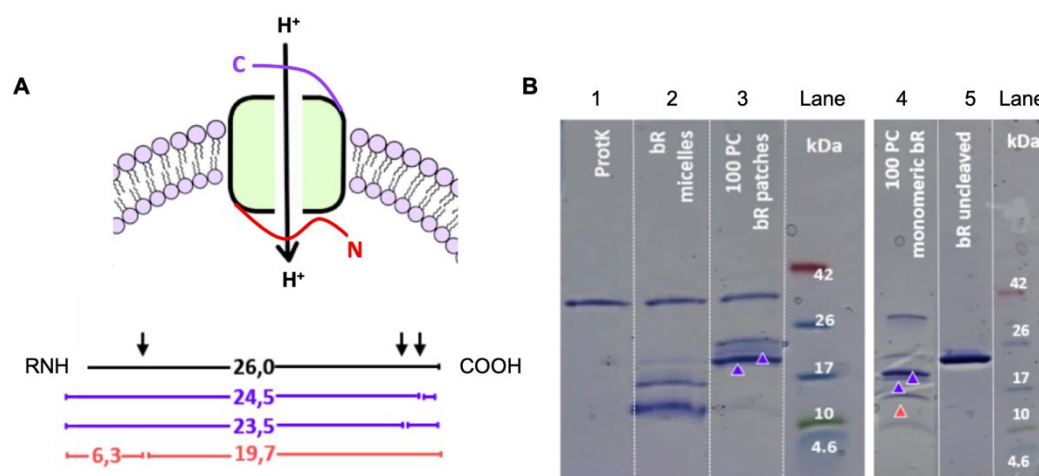 A
H+
C
N
H+
RNH
26,0
COOH
24,5
23,5
6,3
19,7
B
1
2
3
Lane
4
5
Lane
ProtK
bR
micelles
100 PC
bR patches
kDa
42
26
17
10
4.6
100 PC
monomeric bR
bR uncleaved
kDa
42
26
17
10
4.6